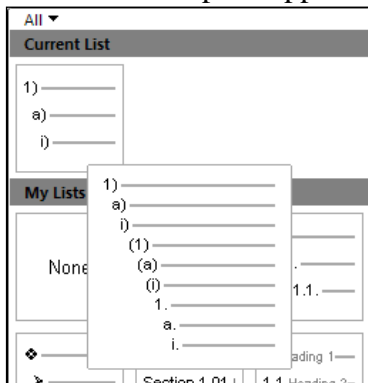 All
Current List
1)
a)
i)
My Lists
1)
a)
i)
(1)
(a)
(i)
1.
a.
i.
None
1.1.
ading 1
Section 1.01
1.1 Heading 2